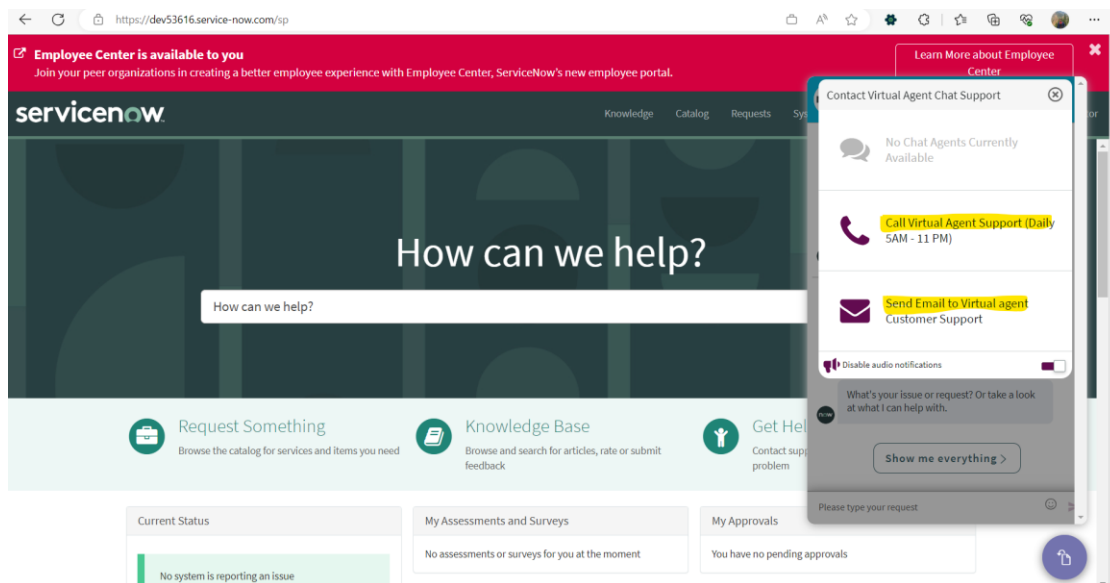 https://dev53616.service-now.com/sp
Employee Center is available to you
Join your peer organizations in creating a better employee experience with Employee Center, ServiceNow's new employee portal.
Learn More about Employee
Center
servicenow
Knowledge Catalog Requests
How can we help?
How can we help?
Request Something
Browse the catalog for services and items you need
Knowledge Base
Browse and search for articles, rate or submit
feedback
Get
Contact
problem
Current Status
No system is reporting an issue
My Assessments and Surveys
No assessments or surveys for you at the moment
My Approvals
You have no pending approvals
Contact Virtual Agent Chat Support
No Chat Agents Currently
Available
Call Virtual Agent Support (Daily
5AM - 11 PM)
Send Email to Virtual agent
Customer Support
Disable audio notifications
now
What's your issue or request? Or take a look
at what I can help with.
Show me everything >
Please type your request